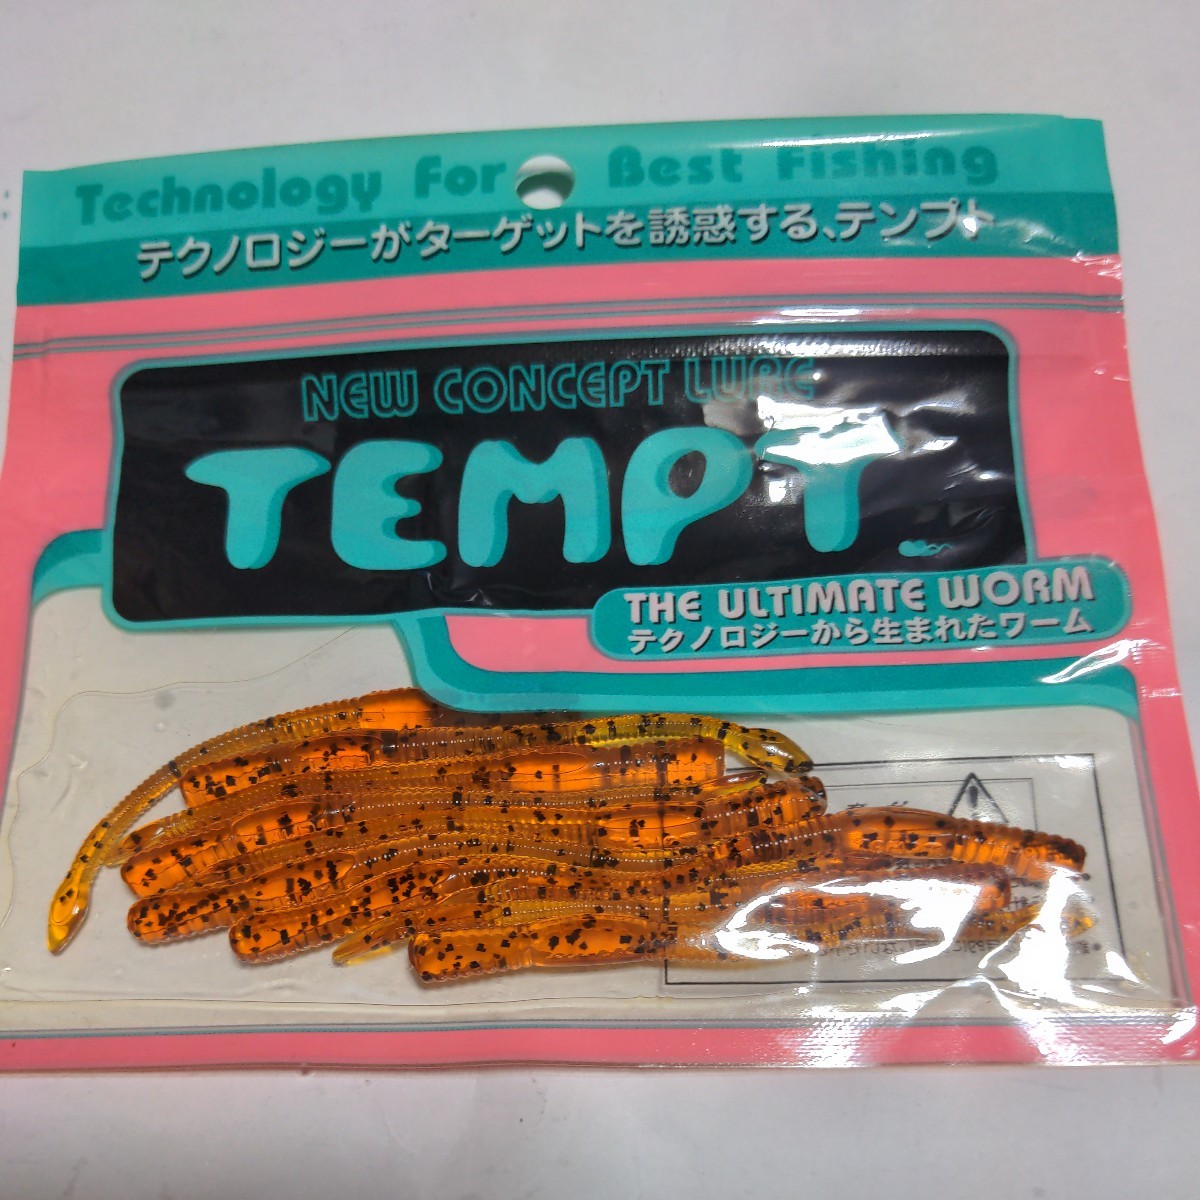 Technology For Best Fishing
テクノロジーがターゲットを誘惑する、テンプト
NEW CONCEPT LURE
TEMPT
THE ULTIMATE WORM
テクノロジーから生まれたワーム